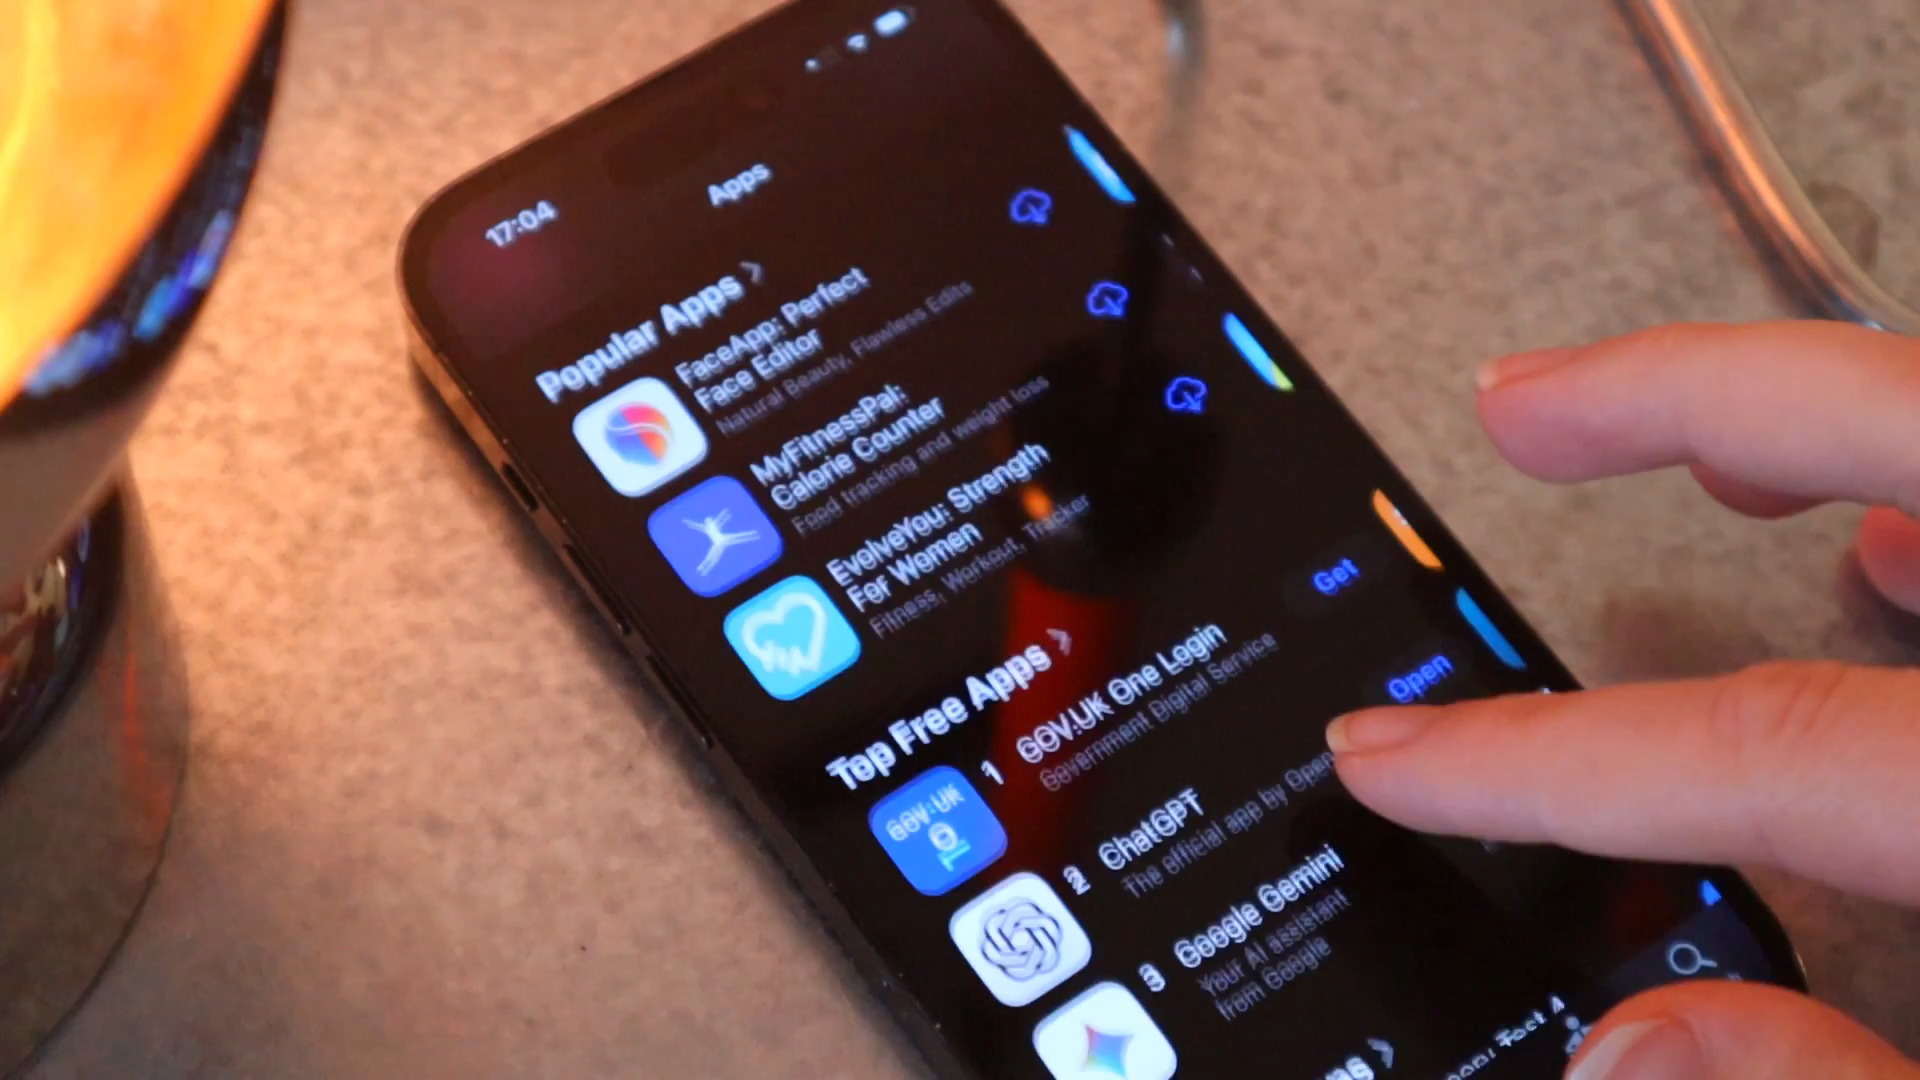 17:04
Apps
Popular Apps
FaceApp: Perfect
Face Editor
Natural Beauty, Flawless Edits
MyFitnessPal:
Calorie Counter
Food tracking and weight loss
EvolveYou: Strength
For Women
Fitness, Workout, Tracker
Top Free Apps
GOV.UK
1 GOV.UK One Login
Government Digital Service
Get
2 ChatGPT
The official app by Open
Open
3 Google Gemini
Your AI assistant
from Google